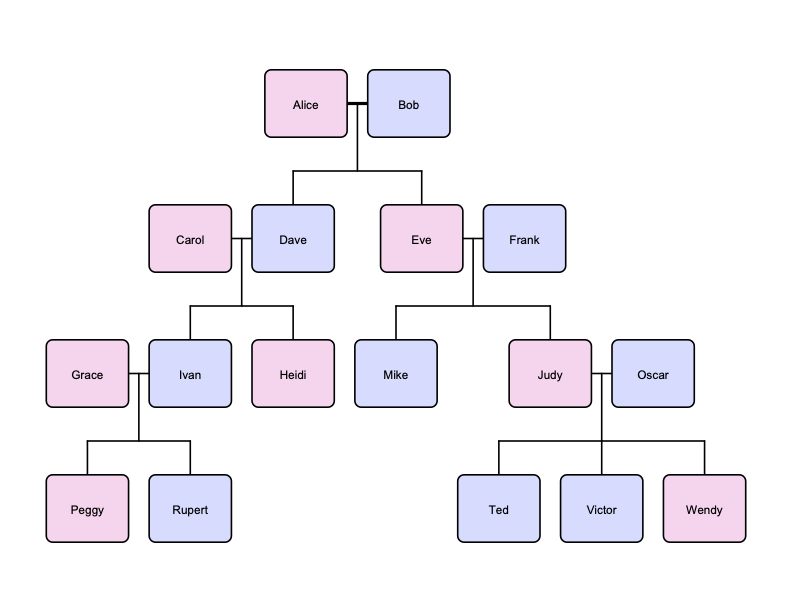 Alice
Bob
Carol
Dave
Eve
Frank
Grace
Ivan
Heidi
Mike
Judy
Oscar
Peggy
Rupert
Ted
Victor
Wendy